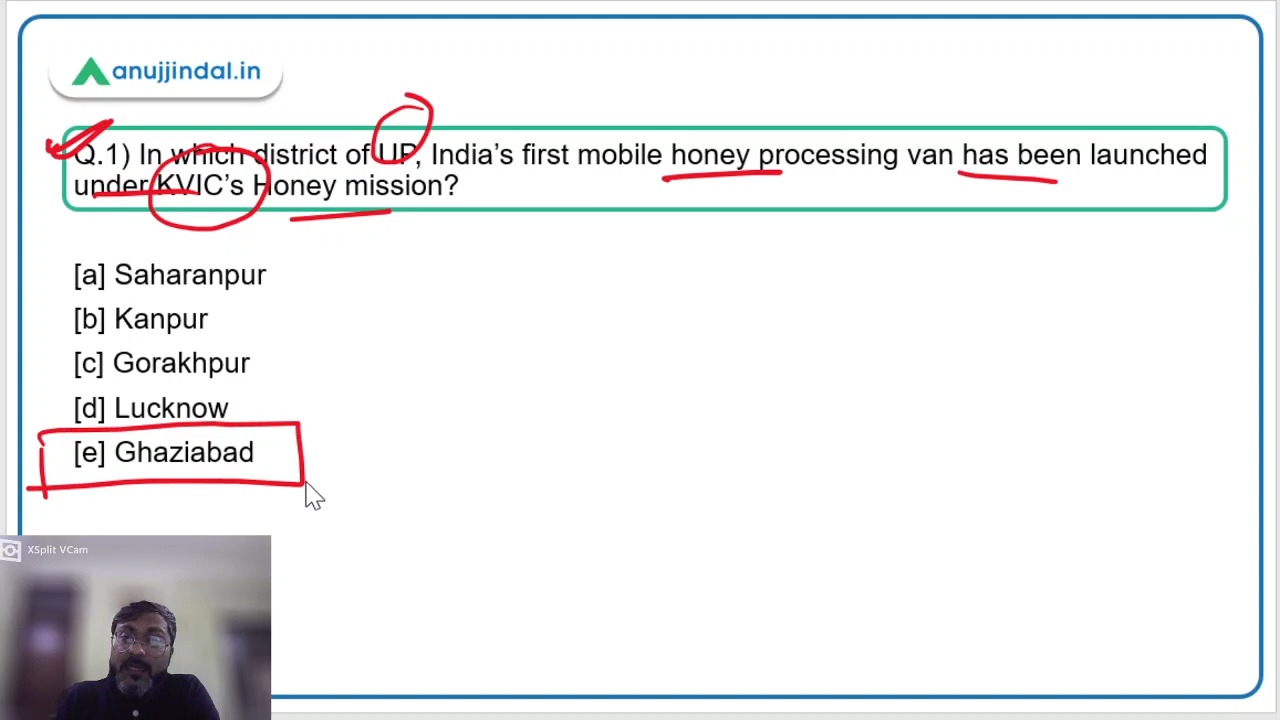 anujjindal.in
Q.1) In which district of UP, India’s first mobile honey processing van has been launched
under KVIC’s Honey mission?
[a] Saharanpur
[b] Kanpur
[c] Gorakhpur
[d] Lucknow
[e] Ghaziabad
XSplit VCam